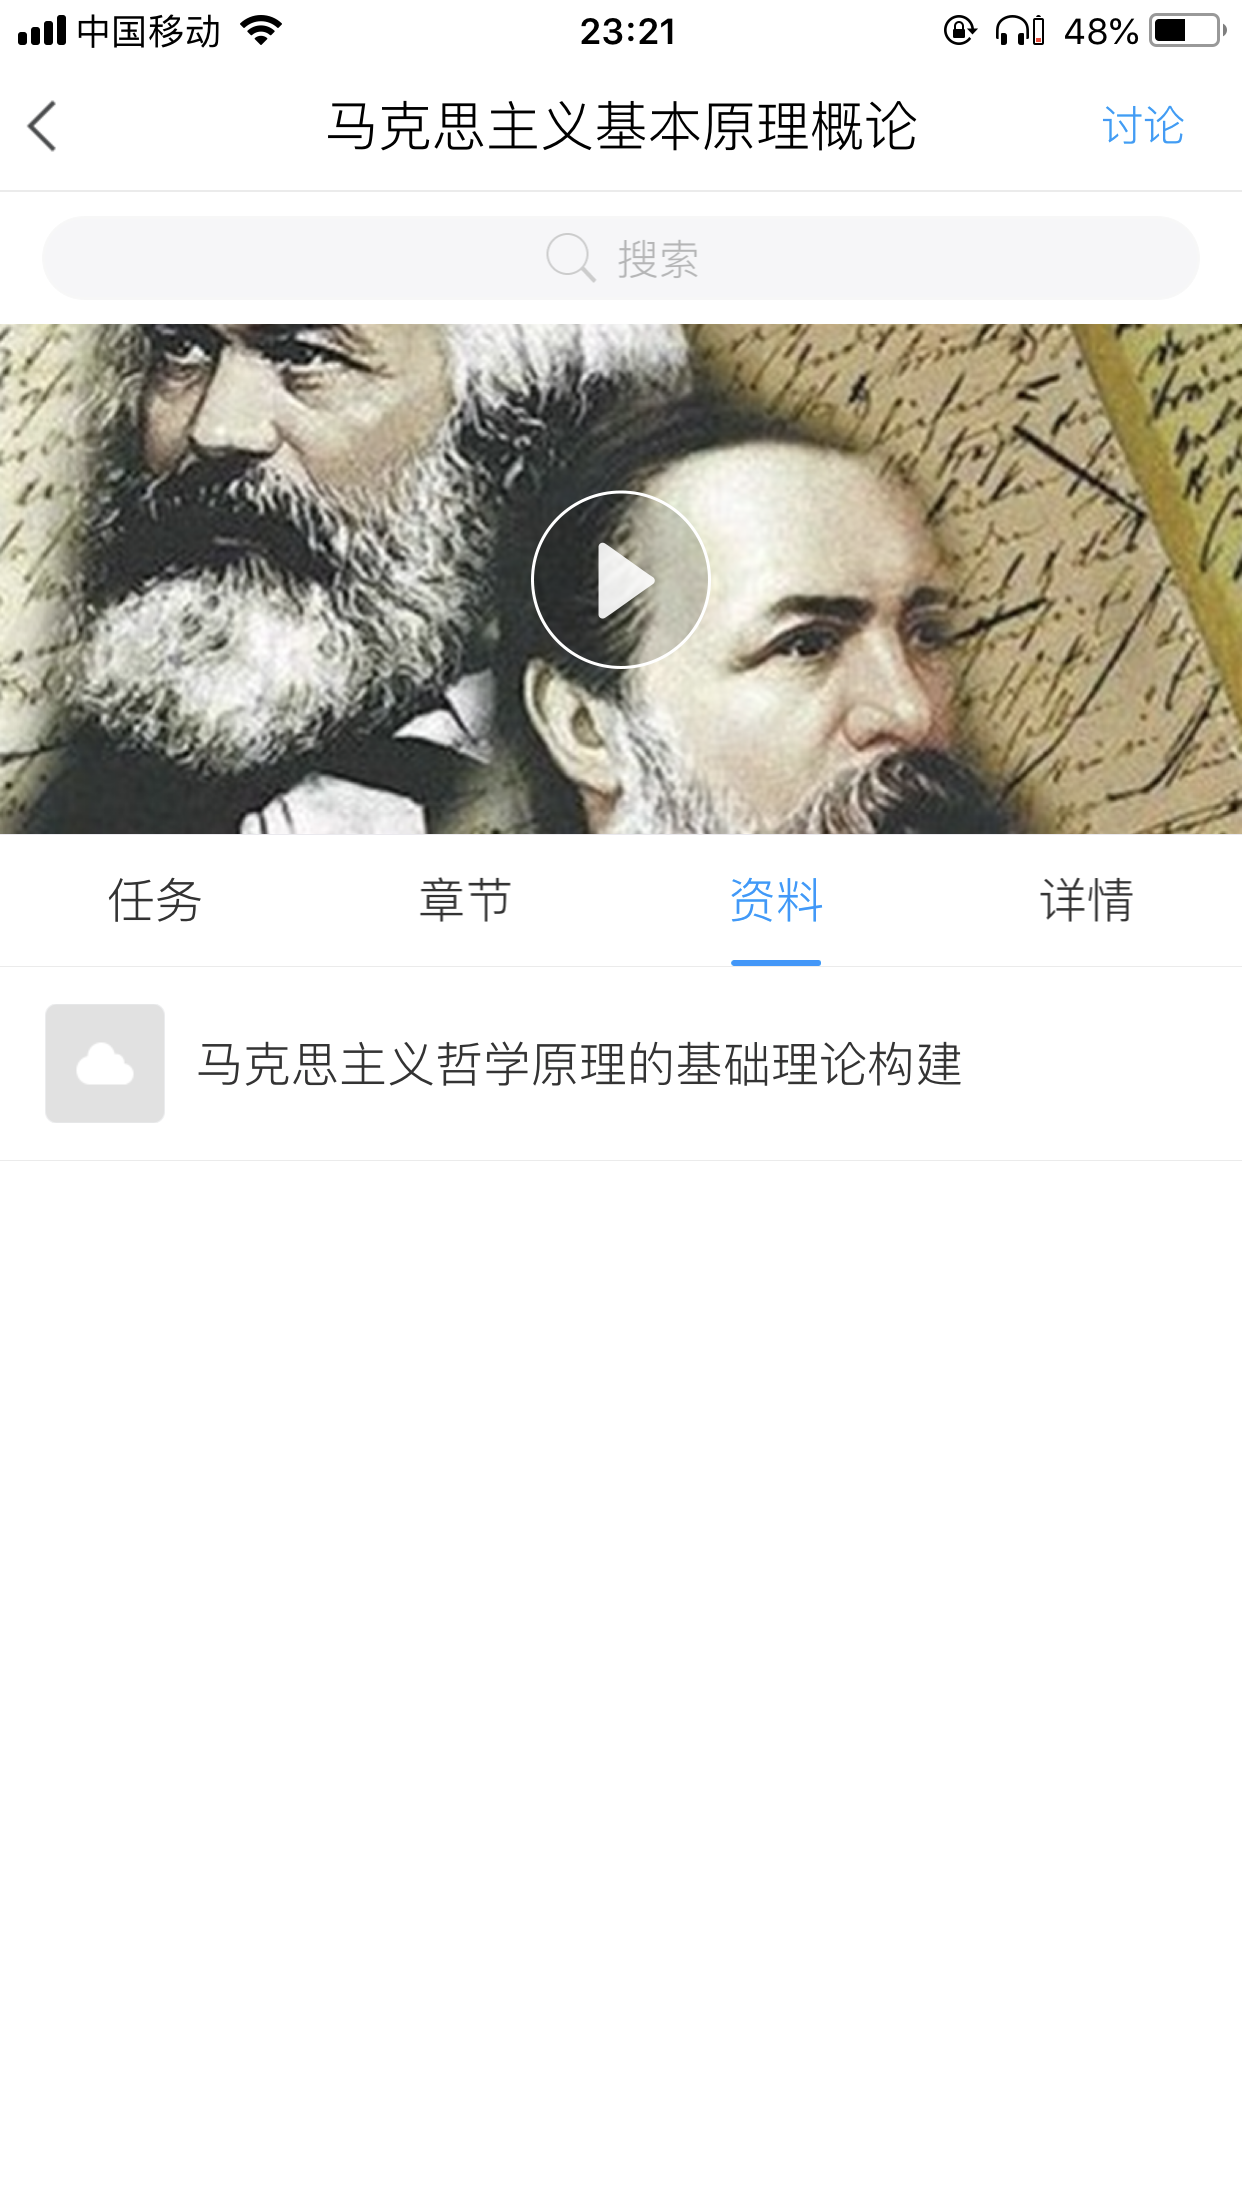 中国移动 23:21 48%
马克思主义基本原理概论 讨论
搜索
任务 章节 资料 详情
马克思主义哲学原理的基础理论构建